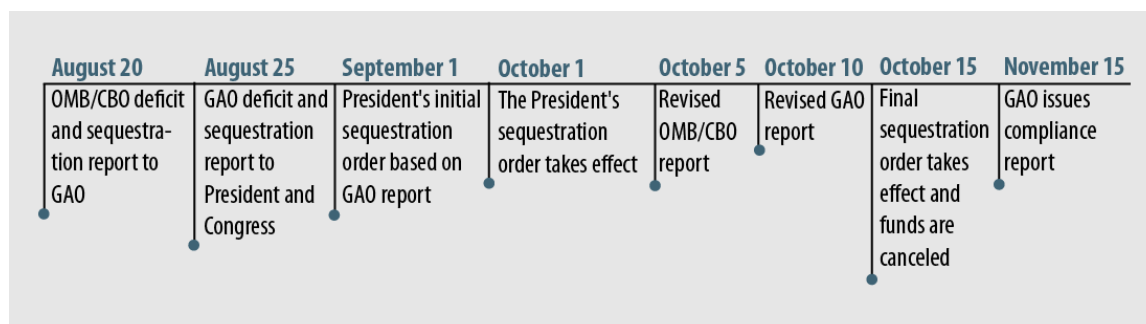 August 20
OMB/CBO deficit
and sequestra-
tion report to
GAO
August 25
GAO deficit and
sequestration
report to
President and
Congress
September 1
President's initial
sequestration
order based on
GAO report
October 1
The President's
sequestration
order takes effect
October 5
Revised
OMB/CBO
report
October 10
Revised GAO
report
October 15
Final
sequestration
order takes
effect and
funds are
canceled
November 15
GAO issues
compliance
report